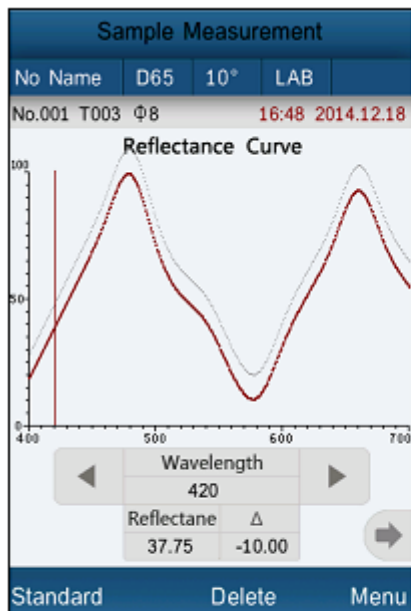 Sample Measurement
No Name D65 10° LAB
No.001 T003 Φ8 16:48 2014.12.18
Reflectance Curve
100
50
0
400 500 600 700
Wavelength
420
Reflectane Δ
37.75 -10.00
Standard Delete Menu